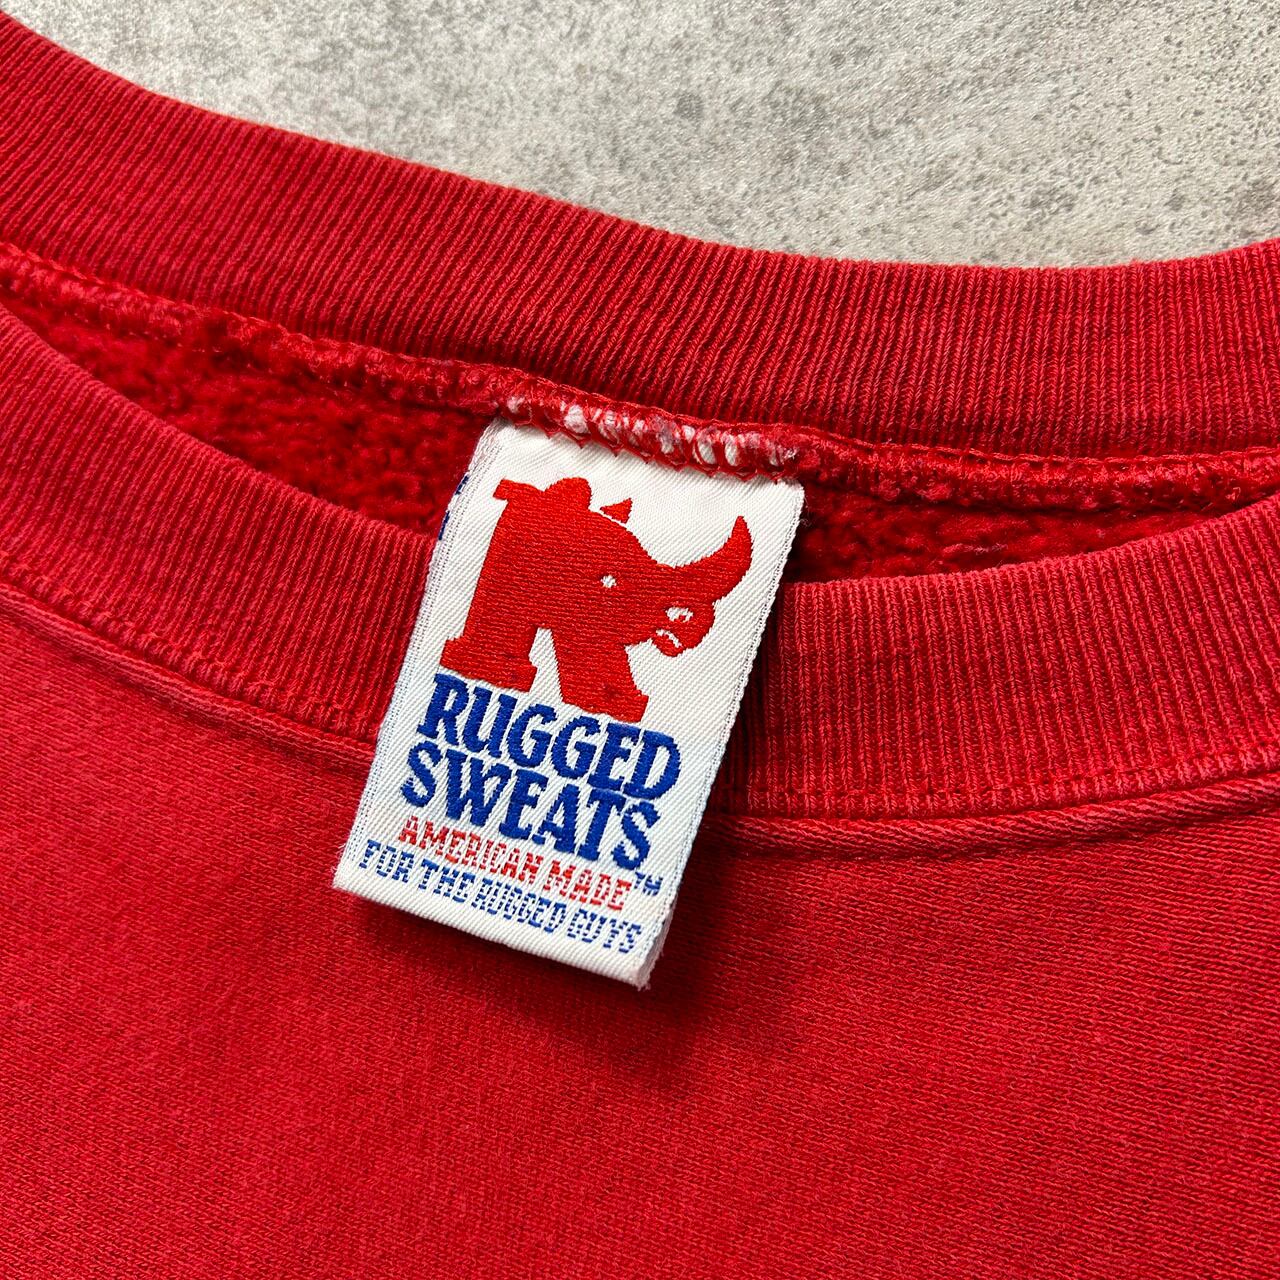 RUGGED
SWEATS
AMERICAN MADE™
FOR THE RUGGED GUYS